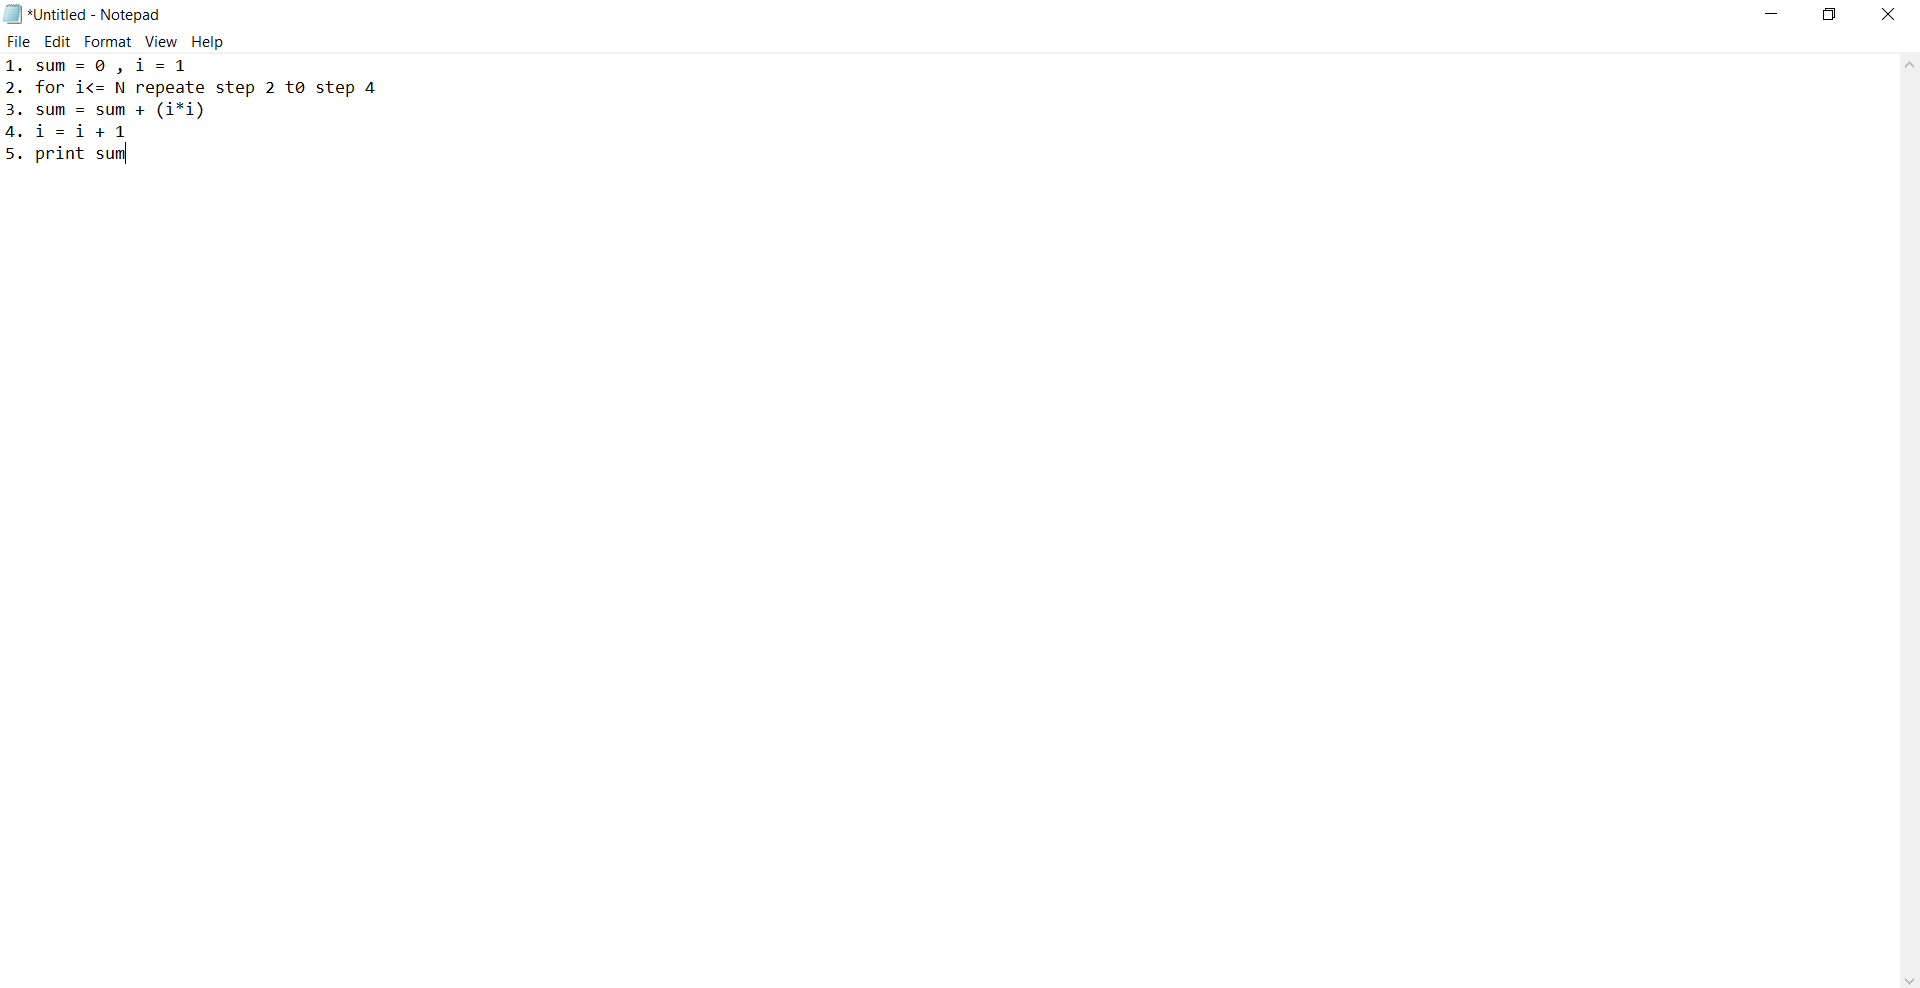 *Untitled - Notepad
File Edit Format View Help
1. sum = 0 , i = 1
2. for i<= N repeate step 2 t0 step 4
3. sum = sum + (i*i)
4. i = i + 1
5. print sum